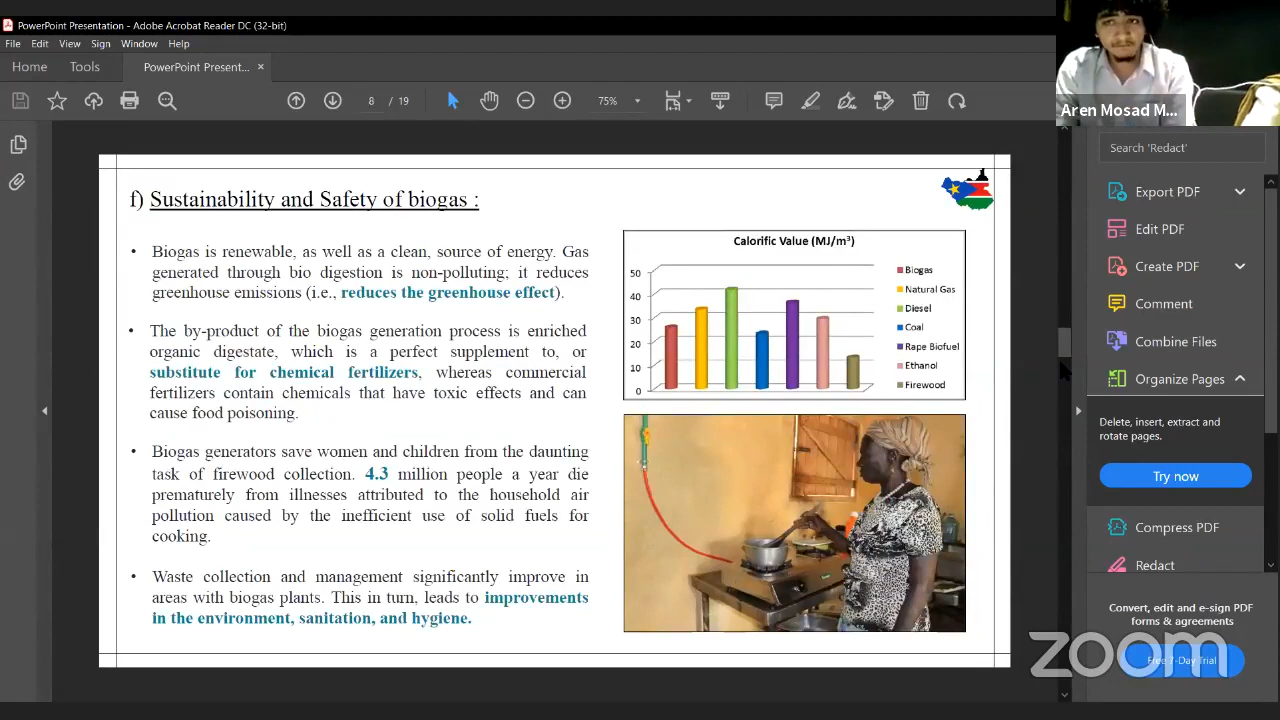 PowerPoint Presentation - Adobe Acrobat Reader DC (32-bit)
File Edit View Sign Window Help
Home Tools PowerPoint Present... ×
8 / 19 75%
Aren Mosad M...
Search 'Redact'
Export PDF
Edit PDF
Create PDF
Comment
Combine Files
Organize Pages
Delete, insert, extract and
rotate pages.
Try now
Compress PDF
Redact
Convert, edit and e-sign PDF
forms & agreements
Free 7-Day Trial
zoom
f) Sustainability and Safety of biogas :
• Biogas is renewable, as well as a clean, source of energy. Gas
generated through bio digestion is non-polluting; it reduces
greenhouse emissions (i.e., reduces the greenhouse effect).
• The by-product of the biogas generation process is enriched
organic digestate, which is a perfect supplement to, or
substitute for chemical fertilizers, whereas commercial
fertilizers contain chemicals that have toxic effects and can
cause food poisoning.
• Biogas generators save women and children from the daunting
task of firewood collection. 4.3 million people a year die
prematurely from illnesses attributed to the household air
pollution caused by the inefficient use of solid fuels for
cooking.
• Waste collection and management significantly improve in
areas with biogas plants. This in turn, leads to improvements
in the environment, sanitation, and hygiene.
Calorific Value (MJ/m³)
50
40
30
20
10
0
Biogas
Natural Gas
Diesel
Coal
Rape Biofuel
Ethanol
Firewood